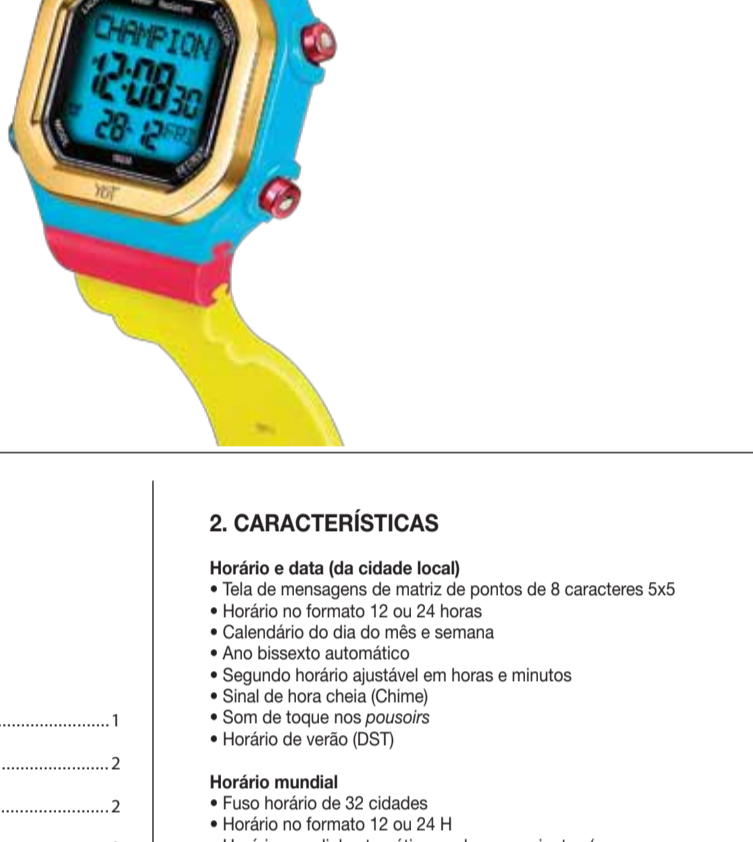 CHAMPION
12:08 30
28-12 FRI
MODE
YOT
2. CARACTERÍSTICAS
Horário e data (da cidade local)
• Tela de mensagens de matriz de pontos de 8 caracteres 5x5
• Horário no formato 12 ou 24 horas
• Calendário do dia do mês e semana
• Ano bissexto automático
• Segundo horário ajustável em horas e minutos
• Sinal de hora cheia (Chime)
• Som de toque nos pousoirs
• Horário de verão (DST)
Horário mundial
• Fuso horário de 32 cidades
• Horário no formato 12 ou 24 H
........................1
........................2
........................2